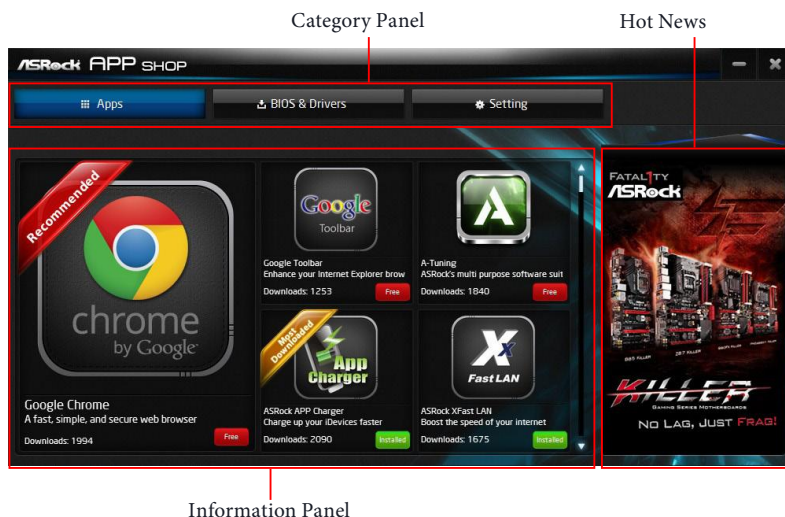 Category Panel
Hot News
ASRock APP SHOP
Apps
BIOS & Drivers
Setting
Recommended
chrome
by Google
Google Chrome
A fast, simple, and secure web browser
Downloads: 1994
Free
Google
Toolbar
Google Toolbar
Enhance your Internet Explorer brow
Downloads: 1253
Free
A-Tuning
ASRock's multi purpose software suit
Downloads: 1840
Free
Most
Downloaded
App
Charger
ASRock APP Charger
Charge up your iDevices faster
Downloads: 2090
Installed
Fast LAN
ASRock XFast LAN
Boost the speed of your internet
Downloads: 1675
Installed
FATAL1TY
ASRock
Z87 KILLER
KILLER
GAMING SERIES MOTHERBOARDS
NO LAG, JUST FRAG!
Information Panel